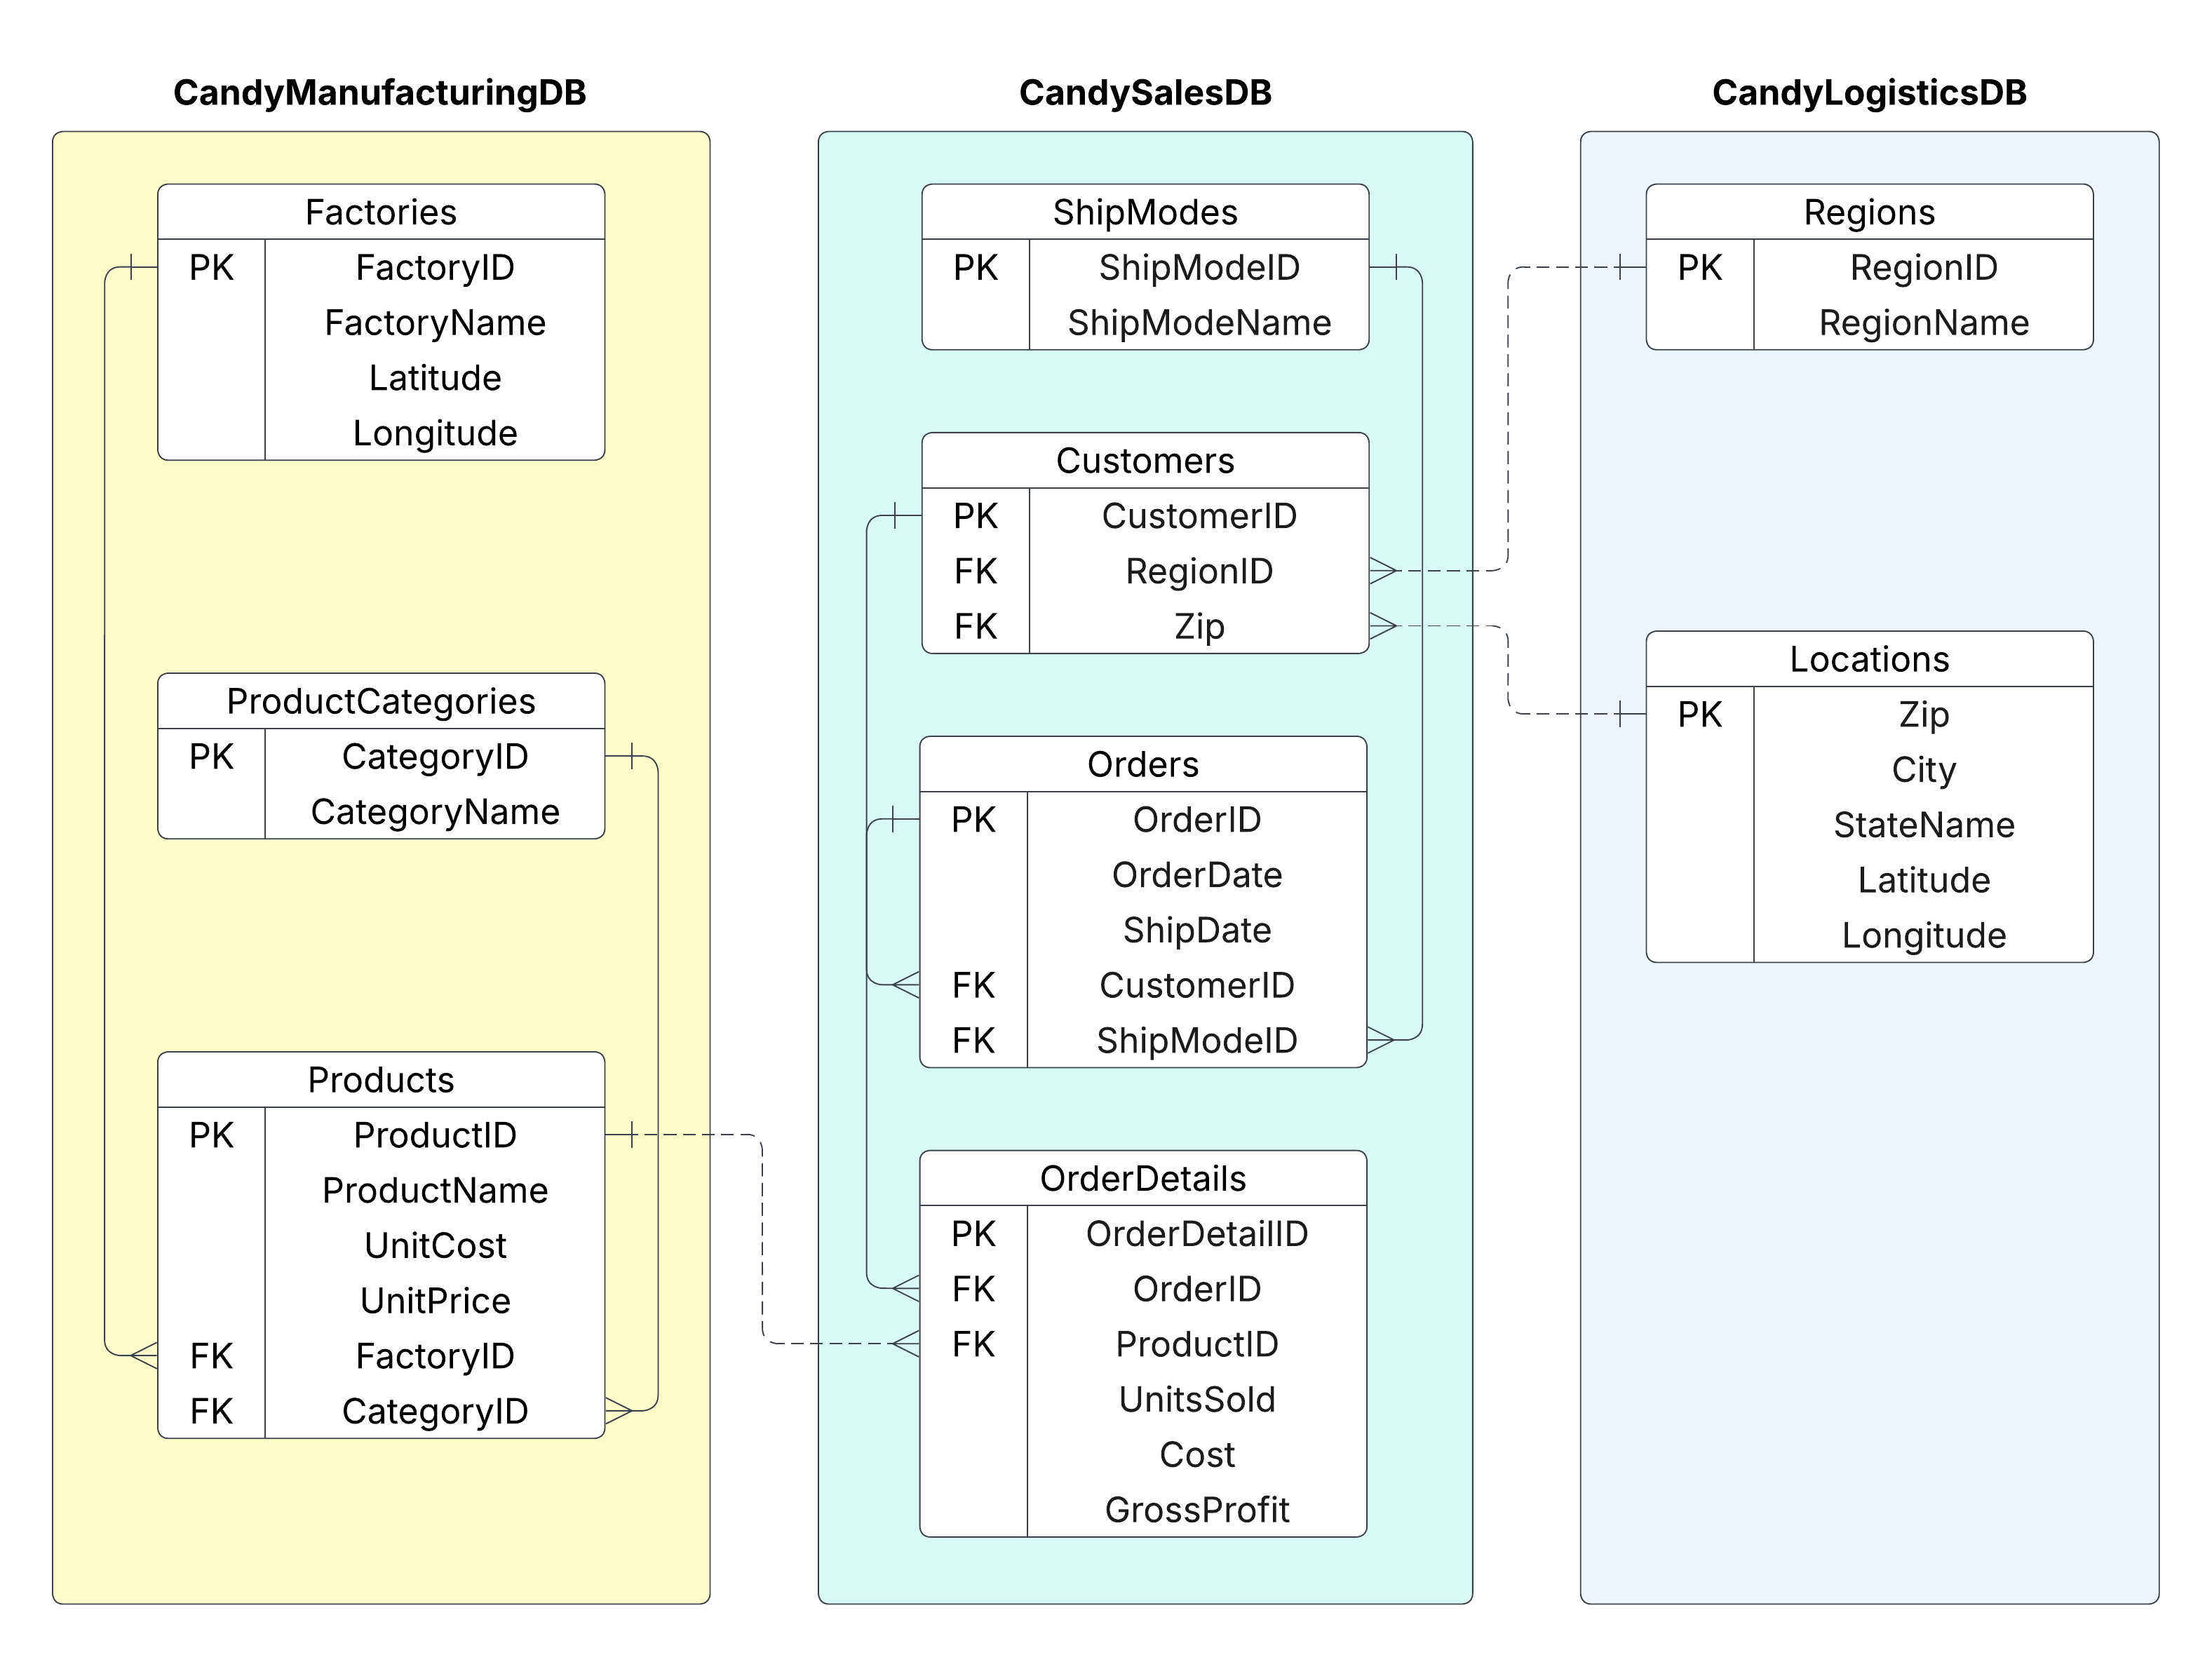 CandyManufacturingDB
Factories
PK FactoryID
FactoryName
Latitude
Longitude
ProductCategories
PK CategoryID
CategoryName
Products
PK ProductID
ProductName
UnitCost
UnitPrice
FK FactoryID
FK CategoryID
CandySalesDB
ShipModes
PK ShipModeID
ShipModeName
Customers
PK CustomerID
FK RegionID
FK Zip
Orders
PK OrderID
OrderDate
ShipDate
FK CustomerID
FK ShipModeID
OrderDetails
PK OrderDetailID
FK OrderID
FK ProductID
UnitsSold
Cost
GrossProfit
CandyLogisticsDB
Regions
PK RegionID
RegionName
Locations
PK Zip
City
StateName
Latitude
Longitude